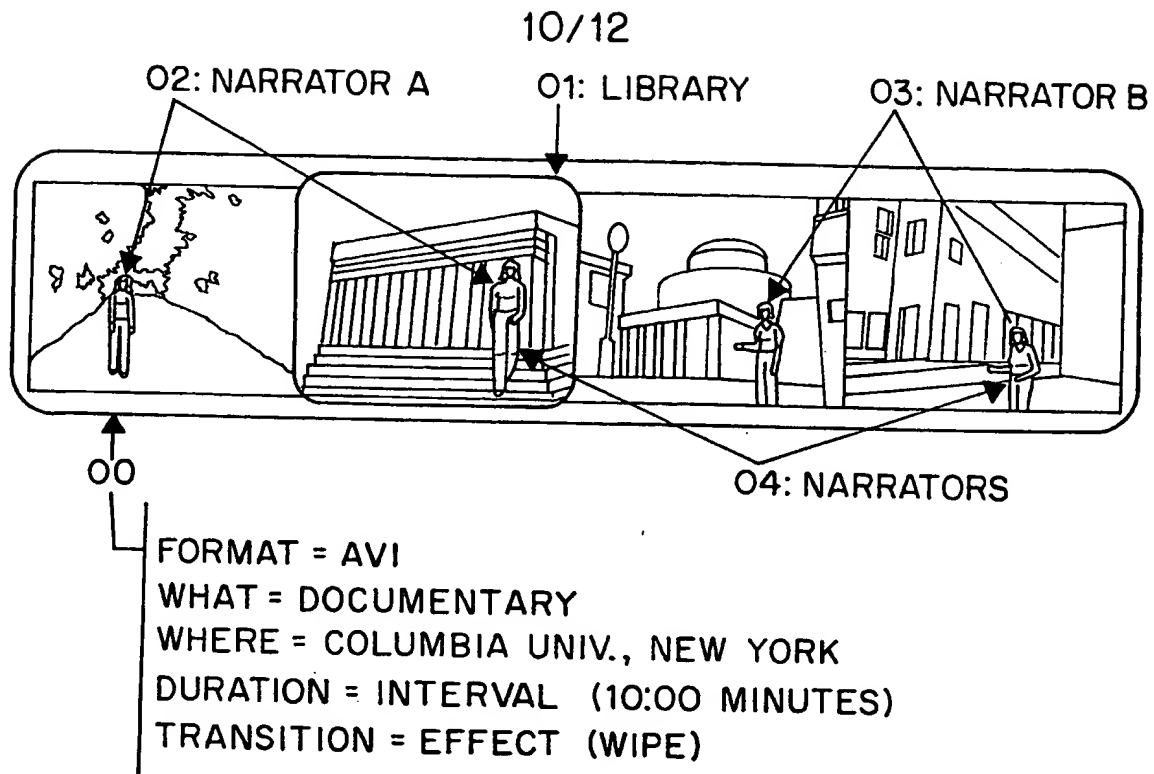 10/12
02: NARRATOR A
01: LIBRARY
03: NARRATOR B
00
04: NARRATORS
FORMAT = AVI
WHAT = DOCUMENTARY
WHERE = COLUMBIA UNIV., NEW YORK
DURATION = INTERVAL (10:00 MINUTES)
TRANSITION = EFFECT (WIPE)